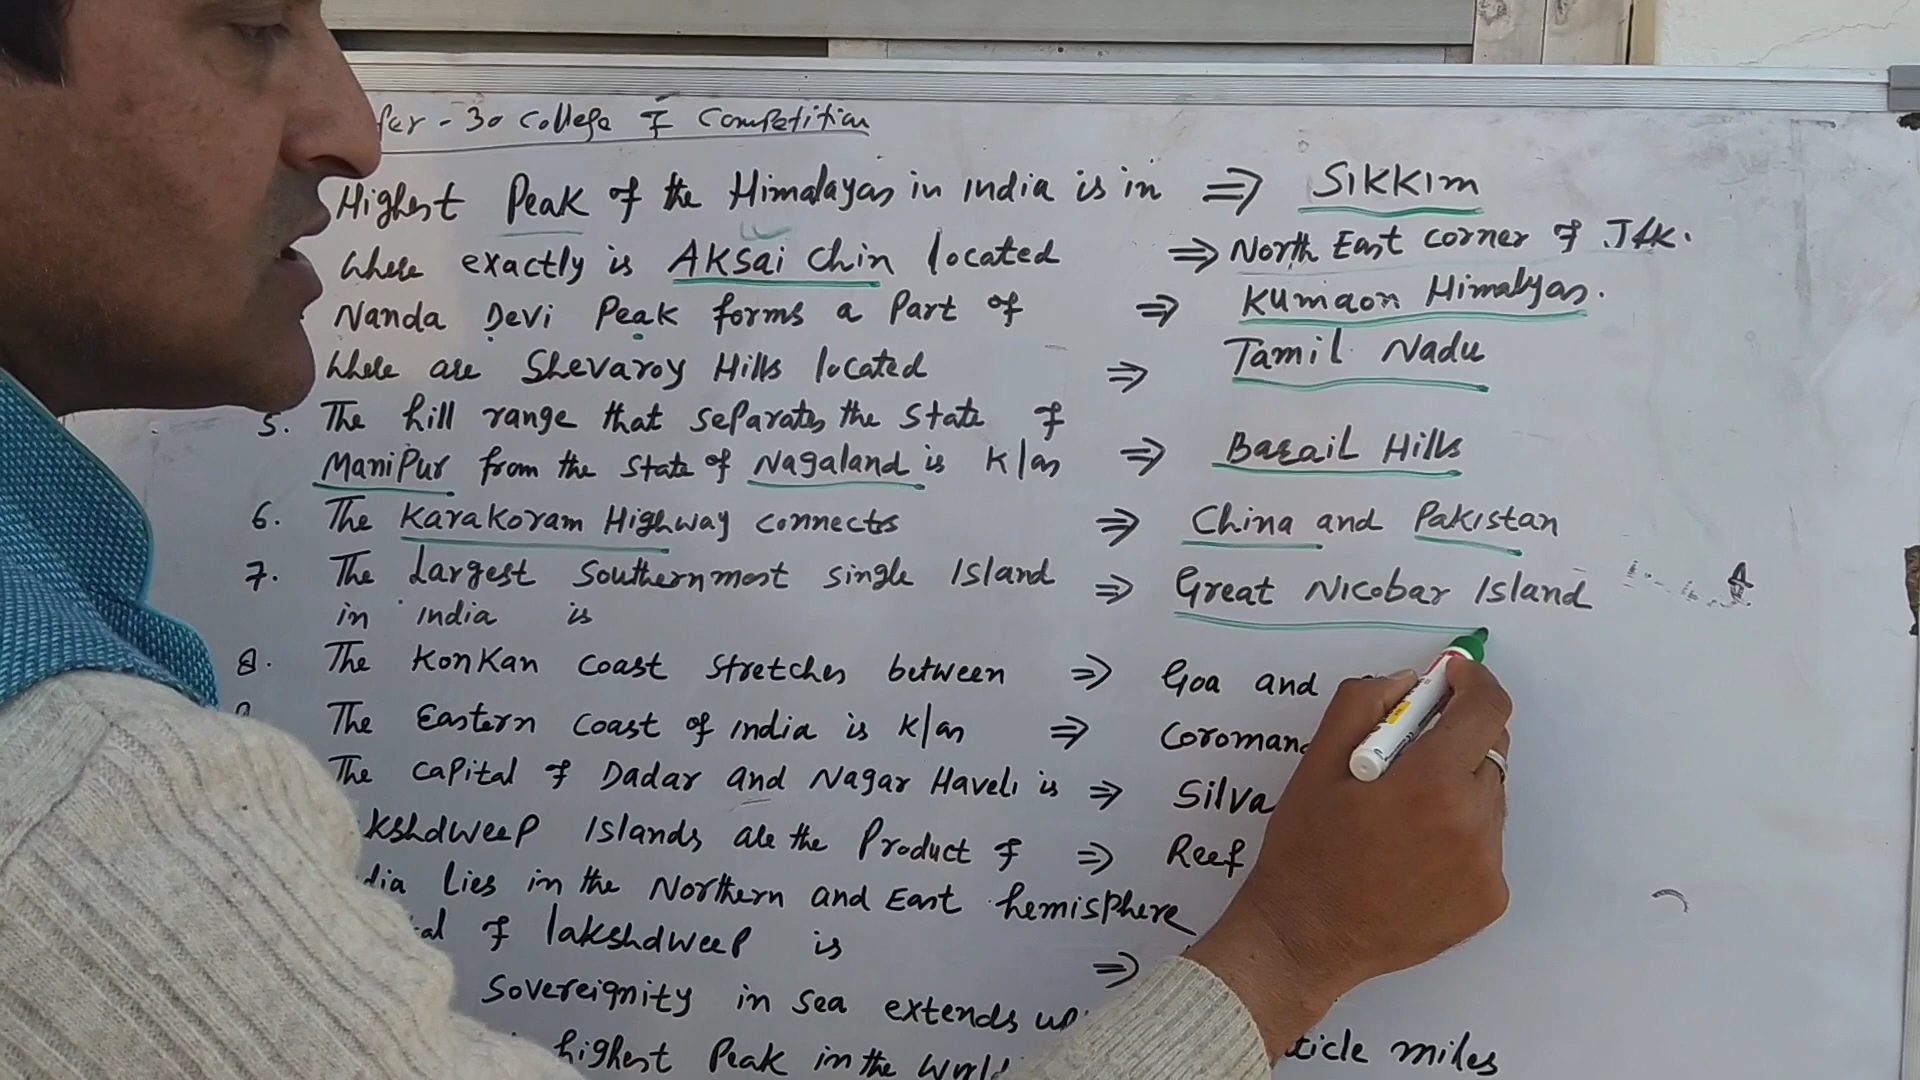 - 30 College of Competition
Highest Peak of the Himalayas in India is in ⇒ SIKKIM
Where exactly is AKSai Chin located ⇒ North East corner of J&K.
Nanda Devi Peak forms a Part of ⇒ Kumaon Himalyas.
Where are Shevaroy Hills located ⇒ Tamil Nadu
5. The hill range that separates the State of
ManiPur from the State of Nagaland is K/as ⇒ Barail Hills
6. The Karakoram Highway connects ⇒ China and Pakistan
7. The Largest Southernmost single Island ⇒ Great Nicobar Island
in india is
8. The KonKan coast stretches between ⇒ Goa and
The Eastern coast of india is K/as ⇒ Coroman
The Capital of Dadar and Nagar Haveli is ⇒ Silva
kshdweep Islands are the Product of ⇒ Reef
dia Lies in the Northern and East hemisphere
al of lakshdweep is ⇒
Sovereignity in sea extends up
highest Peak in the World
ticle miles